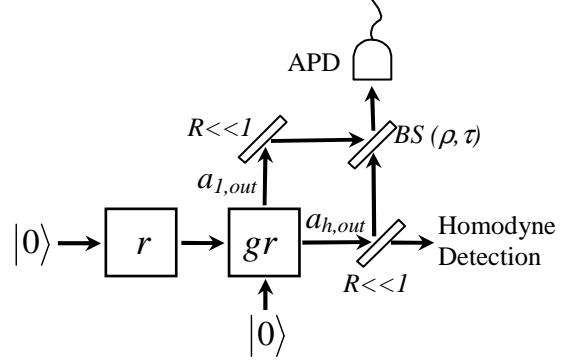 APD
R<<1
BS (ρ,τ)
a1,out
ah,out
|0⟩
r
gr
Homodyne
Detection
R<<1
|0⟩